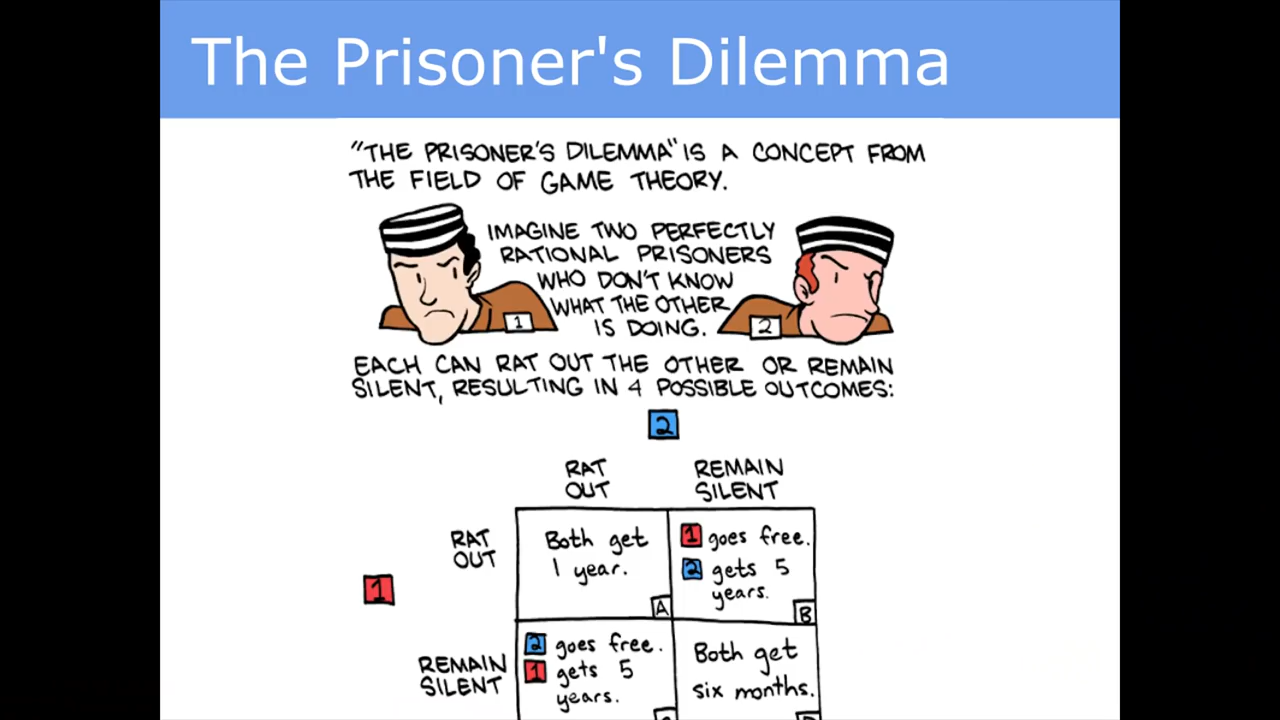 The Prisoner's Dilemma
"THE PRISONER'S DILEMMA" IS A CONCEPT FROM
THE FIELD OF GAME THEORY.
IMAGINE TWO PERFECTLY
RATIONAL PRISONERS
WHO DON'T KNOW
WHAT THE OTHER
IS DOING.
1
2
EACH CAN RAT OUT THE OTHER OR REMAIN
SILENT, RESULTING IN 4 POSSIBLE OUTCOMES:
2
RAT
OUT
REMAIN
SILENT
1
RAT
OUT
Both get
1 year.
A
1 goes free.
2 gets 5
years.
B
REMAIN
SILENT
2 goes free.
1 gets 5
years.
Both get
six months.